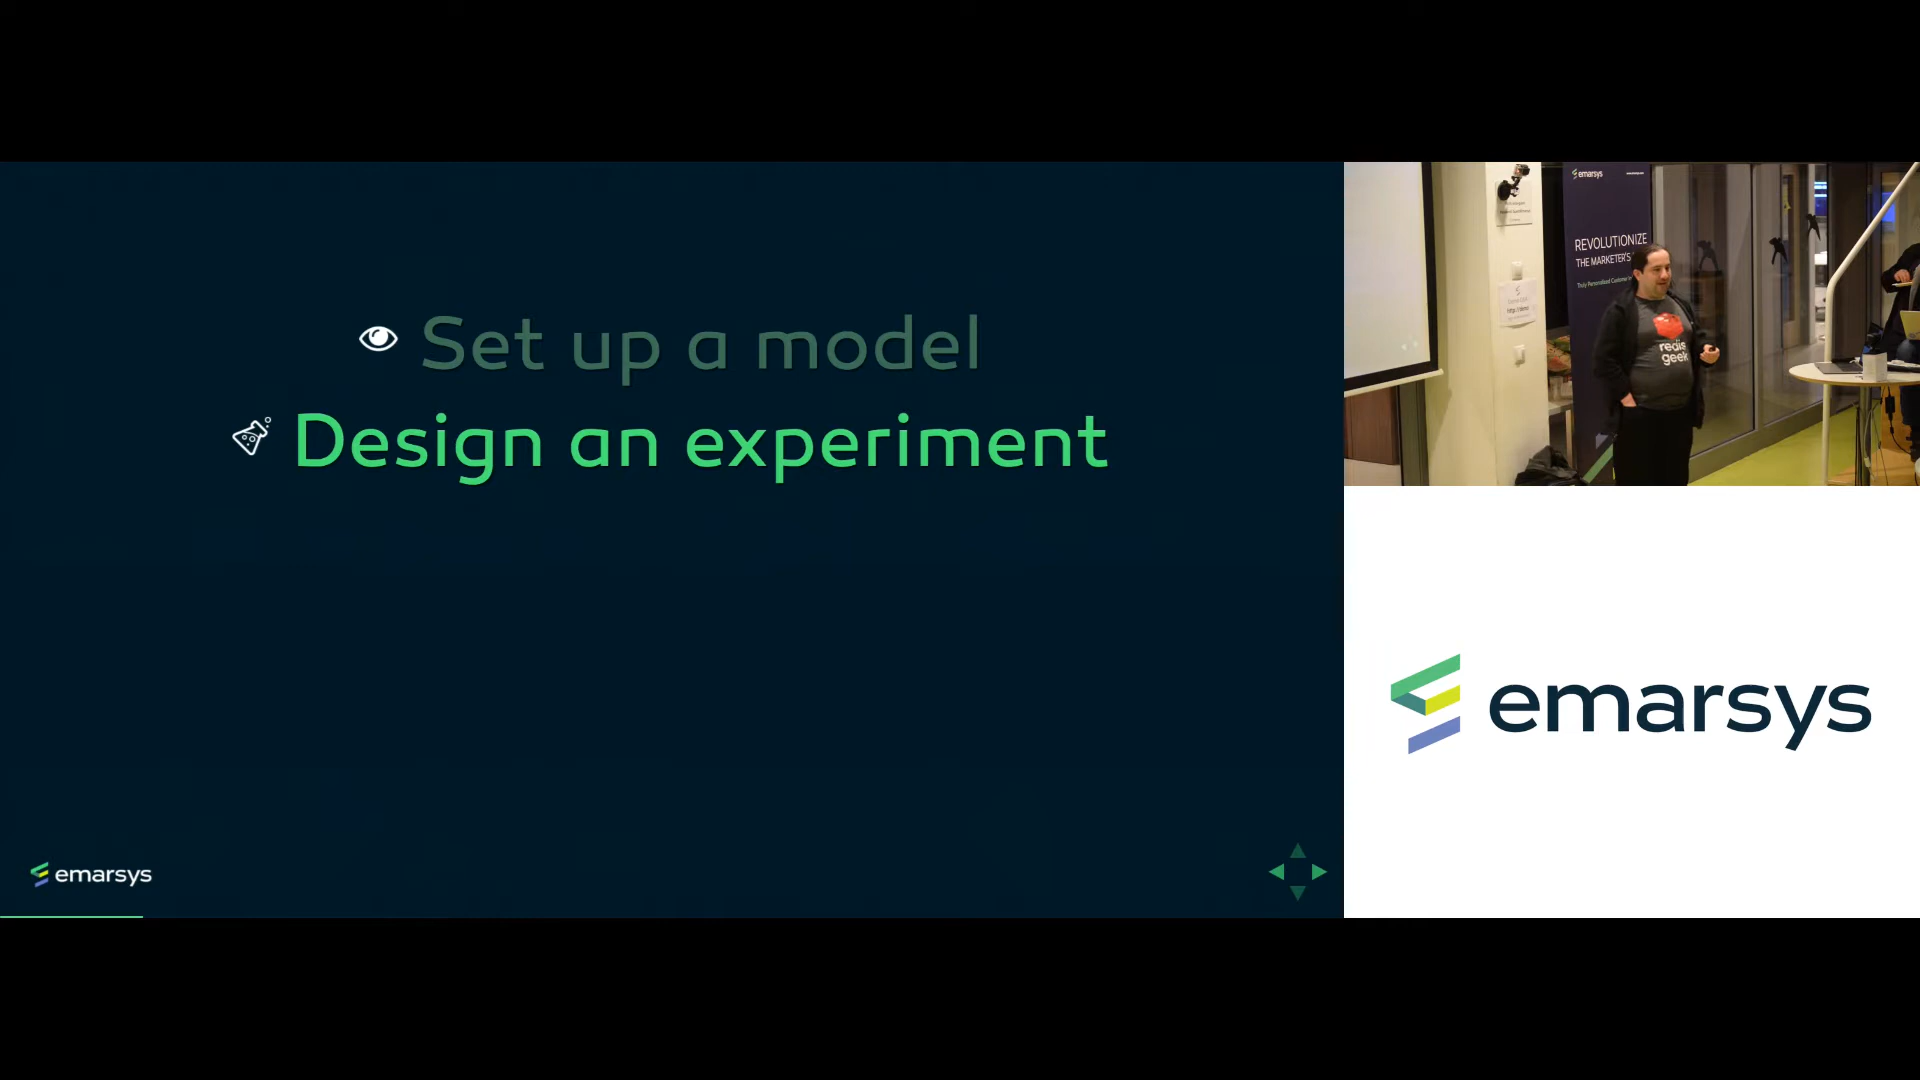 Set up a model
Design an experiment
emarsys
emarsys
REVOLUTIONIZE
THE MARKETER'S
redis
geek
emarsys